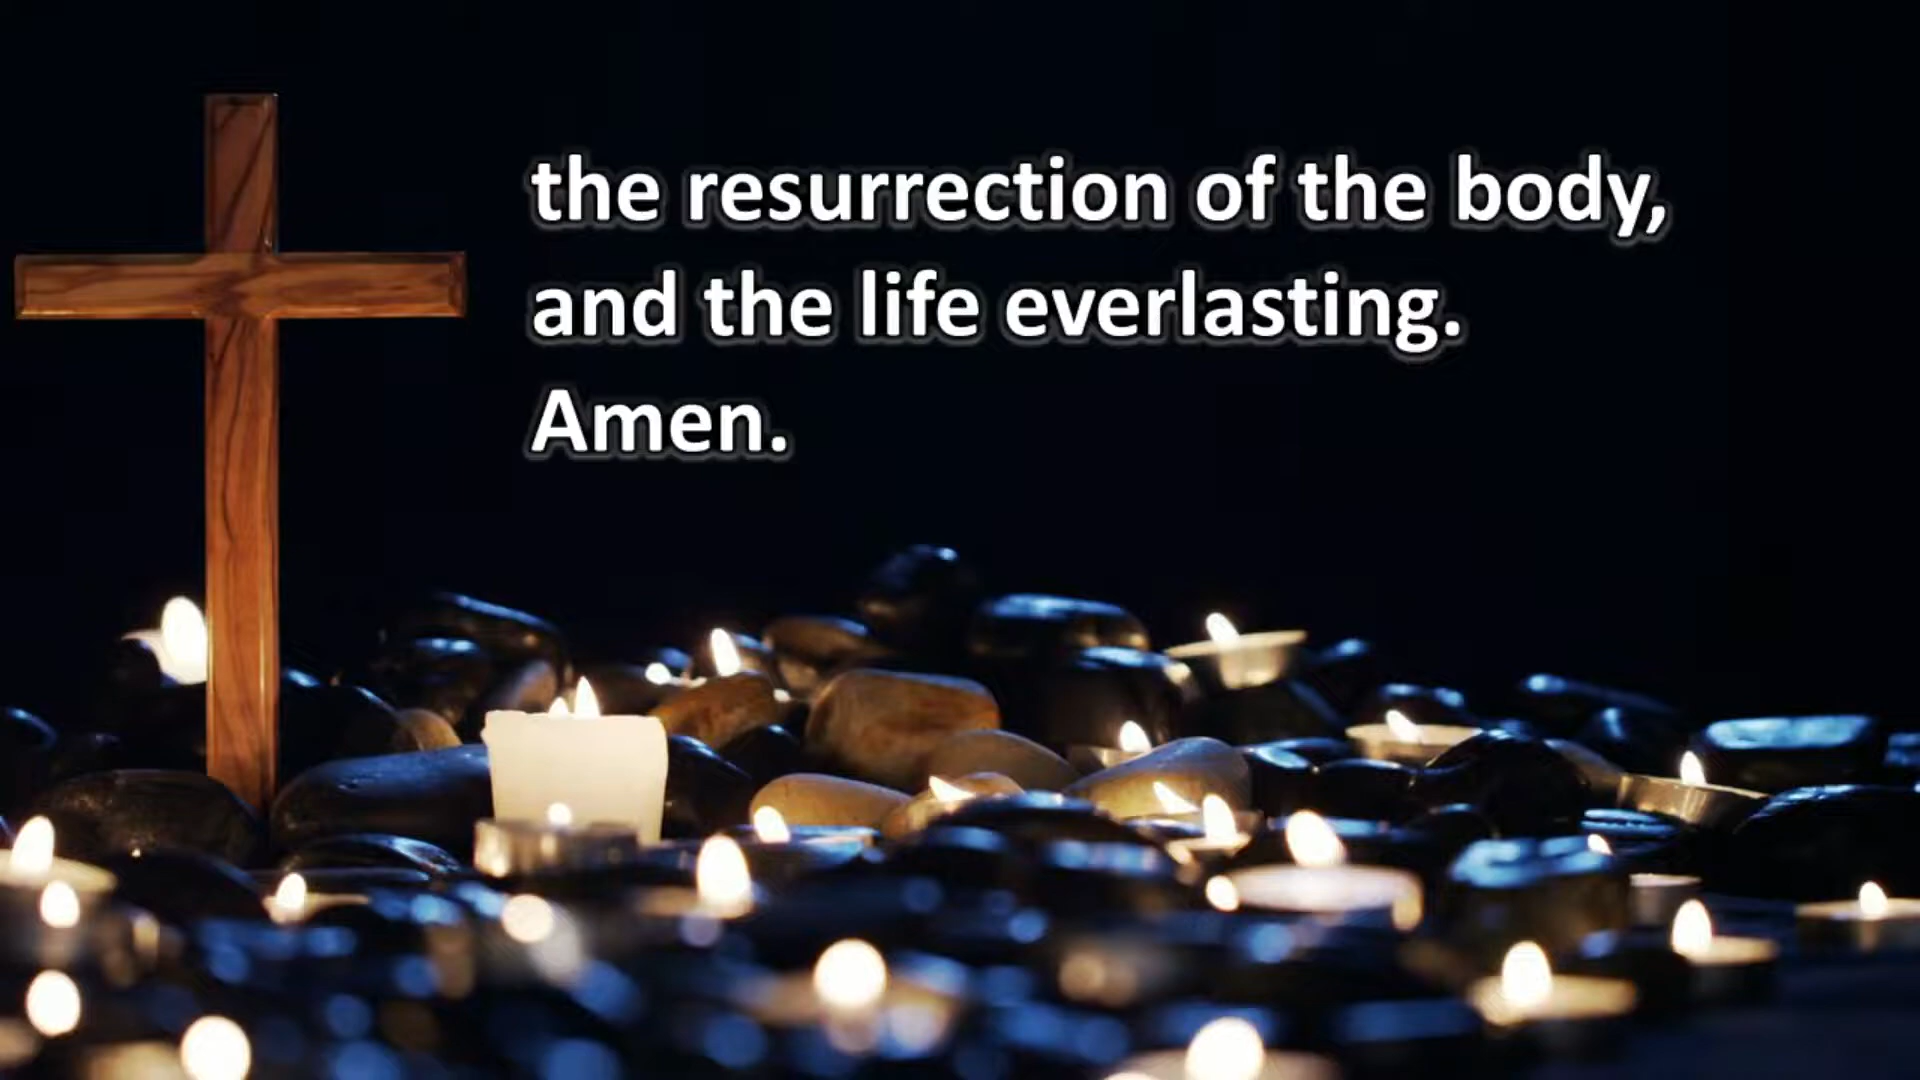 the resurrection of the body,
and the life everlasting.
Amen.